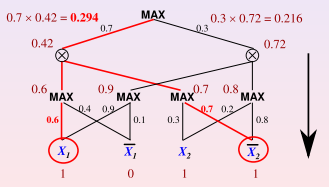 0.7 × 0.42 = 0.294 MAX 0.3 × 0.72 = 0.216
0.7 0.3
0.42 0.72
0.6 0.9 0.7 0.8
MAX MAX MAX MAX
0.4 0.9 0.2
0.6 0.1 0.3 0.7 0.8
X₁ X̅₁ X₂ X̅₂
1 0 1 1